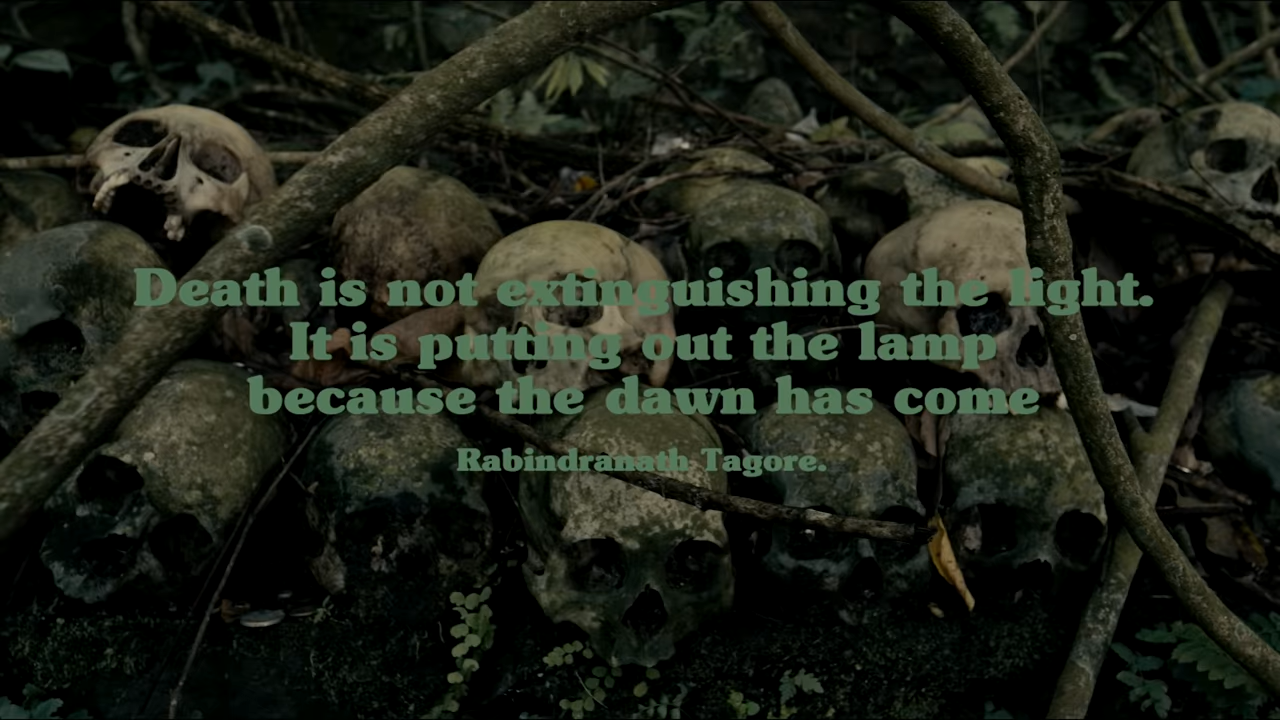 Death is not extinguishing the light.
It is putting out the lamp
because the dawn has come
Rabindranath Tagore.